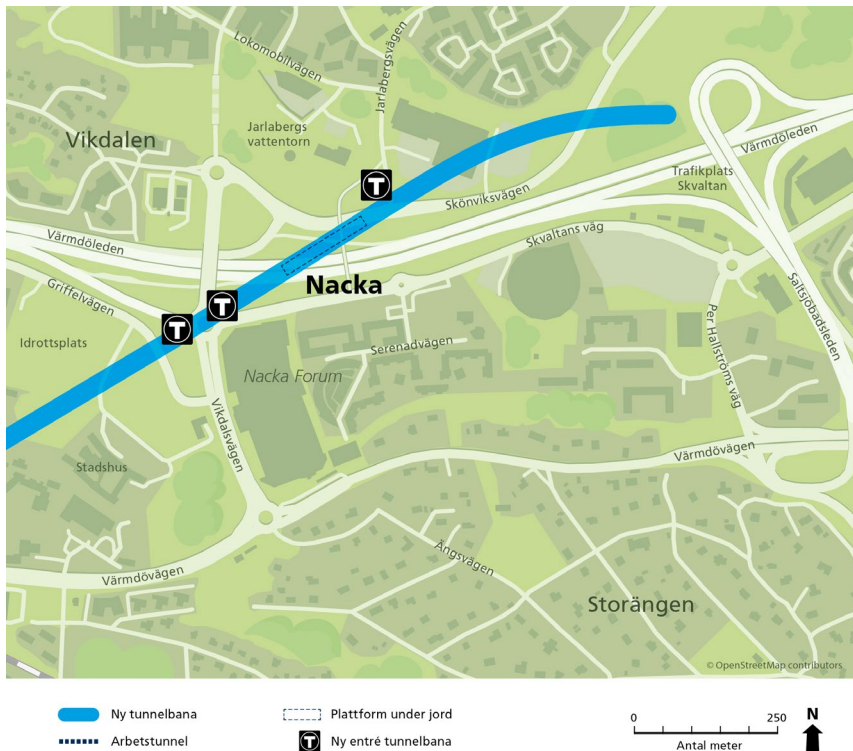 Lokomobilvägen
Jarlabergsvägen
Jarlabergs
vattentorn
Vikdalen
Värmdöleden
Trafikplats
Skvaltan
T
Skönviksvägen
Värmdöleden
Skvaltans väg
Nacka
Griffelvägen
Saltsjöbadsleden
T
T
Idrottsplats
Serenadvägen
Per Hallströms väg
Nacka Forum
Vikdalsvägen
Värmdövägen
Stadshus
Ängsvägen
Värmdövägen
Storängen
© OpenStreetMap contributors
Ny tunnelbana
Plattform under jord
0 250
N
Arbetstunnel
T Ny entré tunnelbana
Antal meter